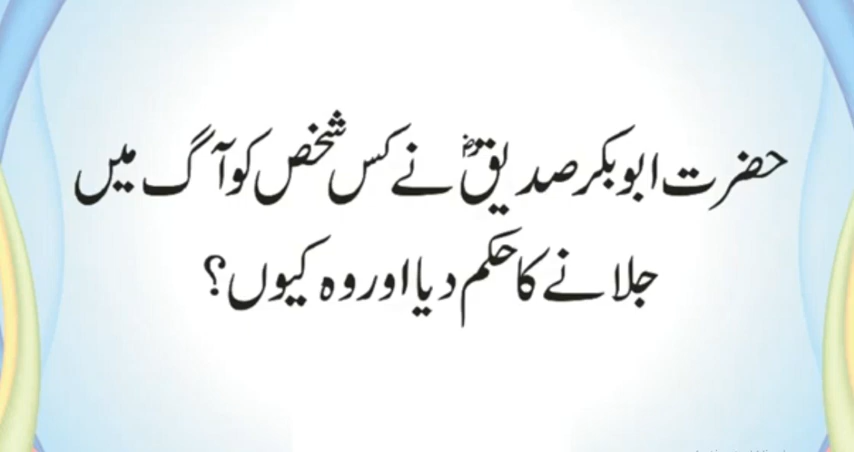 حضرت ابوبکر صدیقؓ نے کس شخص کو آگ میں
جلانے کا حکم دیا اور وہ کیوں؟